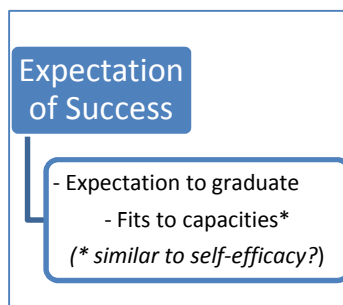 Expectation
of Success
- Expectation to graduate
- Fits to capacities*
(* similar to self-efficacy?)